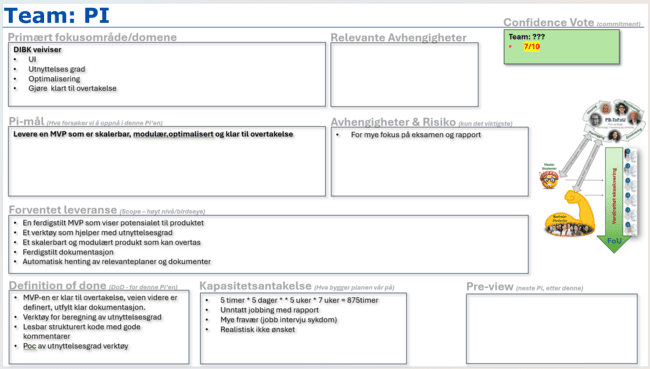 Team: PI
Confidence Vote (commitment)
Team: ???
• 7/10
Primært fokusområde/domene
DIBK veiviser
• UI
• Utnyttelses grad
• Optimalisering
• Gjøre klart til overtakelse
Relevante Avhengigheter
Pi-mål (Hva forsøker vi å oppnå i denne PI'en)
Levere en MVP som er skalerbar, modulær,optimalisert og klar til overtakelse
Avhengigheter & Risiko (kun det viktigste)
• For mye fokus på eksamen og rapport
Forventet leveranse (Scope – høyt nivå/birdseye)
• En ferdigstilt MVP som viser potensialet til produktet
• Et verktøy som hjelper med utnyttelsesgrad
• Et skalerbart og modulært produkt som kan overtas
• Ferdigstilt dokumentasjon
• Automatisk henting av relevanteplaner og dokumenter
FoU
Definition of done (DoD - for denne PI'en)
• MVP-en er klar til overtakelse, veien videre er
definert, utfylt klar dokumentasjon.
• Verktøy for beregning av utnyttelsesgrad
• Lesbar strukturert kode med gode
kommentarer
• Poc av utnyttelsesgrad verktøy
Kapasitetsantakelse (Hva bygger planen vår på)
• 5 timer * 5 dager * * 5 uker * 7 uker = 875timer
• Unntatt jobbing med rapport
• Mye fravær (jobb intervju sykdom)
• Realistisk ikke ønsket
Pre-view (neste PI, etter denne)